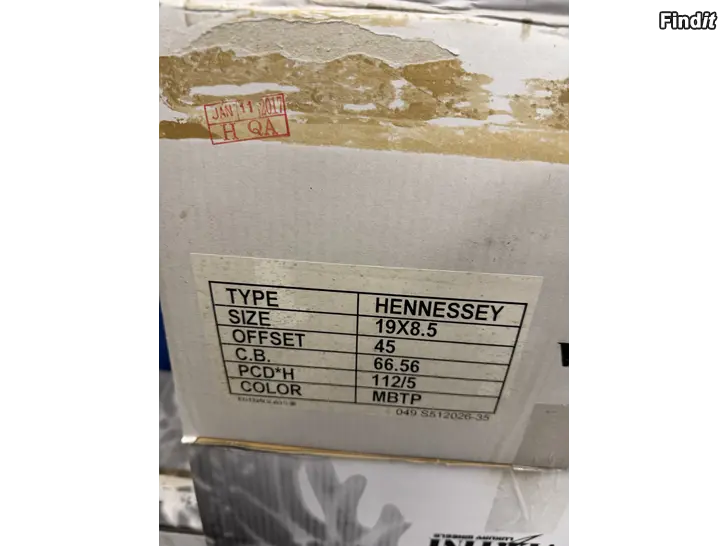 Findit
JAN 11 2017
H QA
TYPE HENNESSEY
SIZE 19X8.5
OFFSET 45
C.B. 66.56
PCD*H 112/5
COLOR MBTP
049 S512026-35